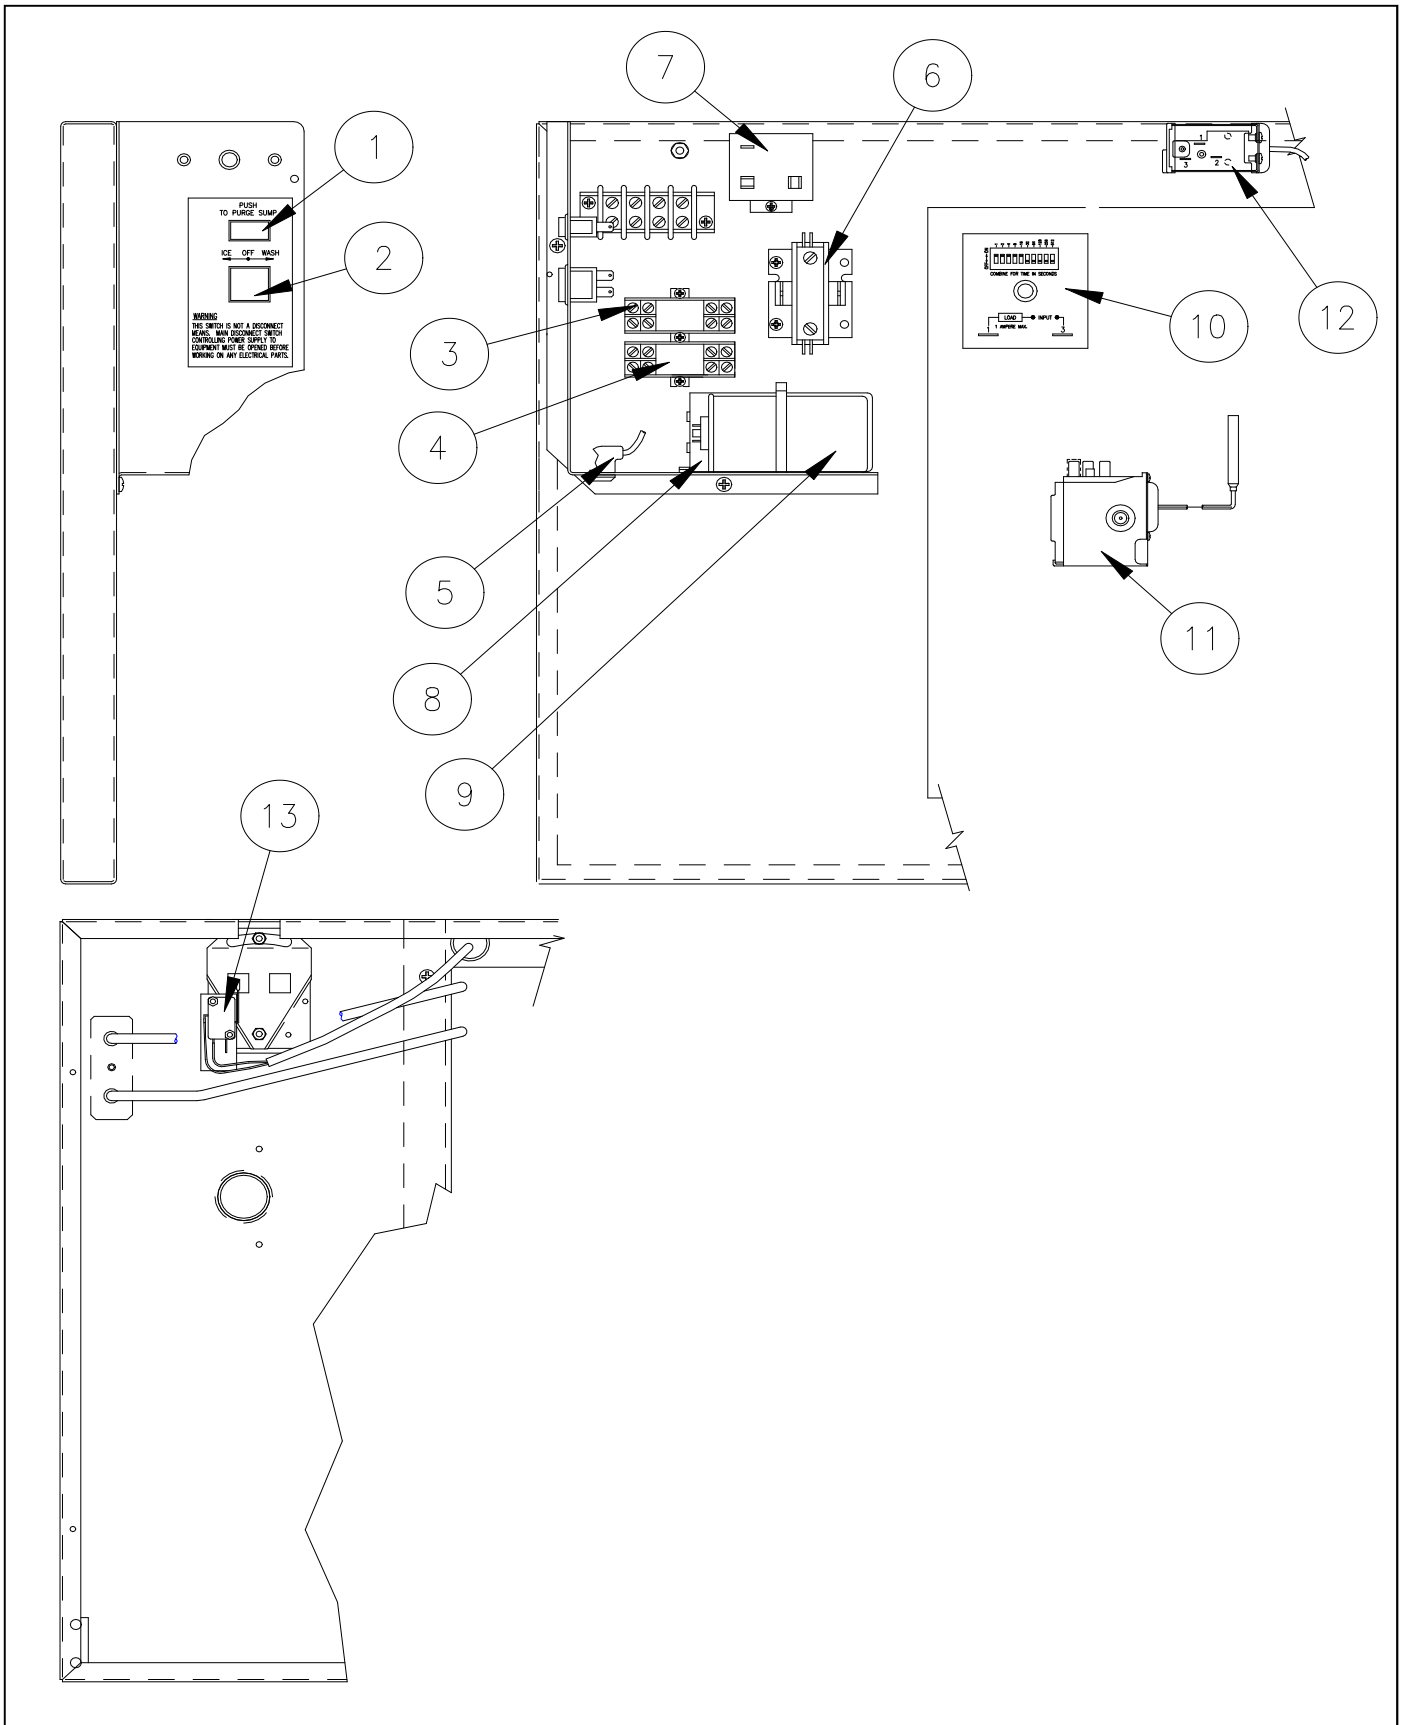 7
6
1
PUSH
TO PURGE SUMP
ICE OFF WASH
2
WARNING
THIS SWITCH IS NOT A DISCONNECT
MEANS. MAIN DISCONNECT SWITCH
CONTROLLING POWER SUPPLY TO
EQUIPMENT MUST BE OPENED BEFORE
WORKING ON ANY ELECTRICAL PARTS.
1
3 2
COMBINE FOR TIME IN SECONDS
LOAD INPUT
1 1 AMPERE MAX. 3
10
12
3
4
5
8
9
11
13